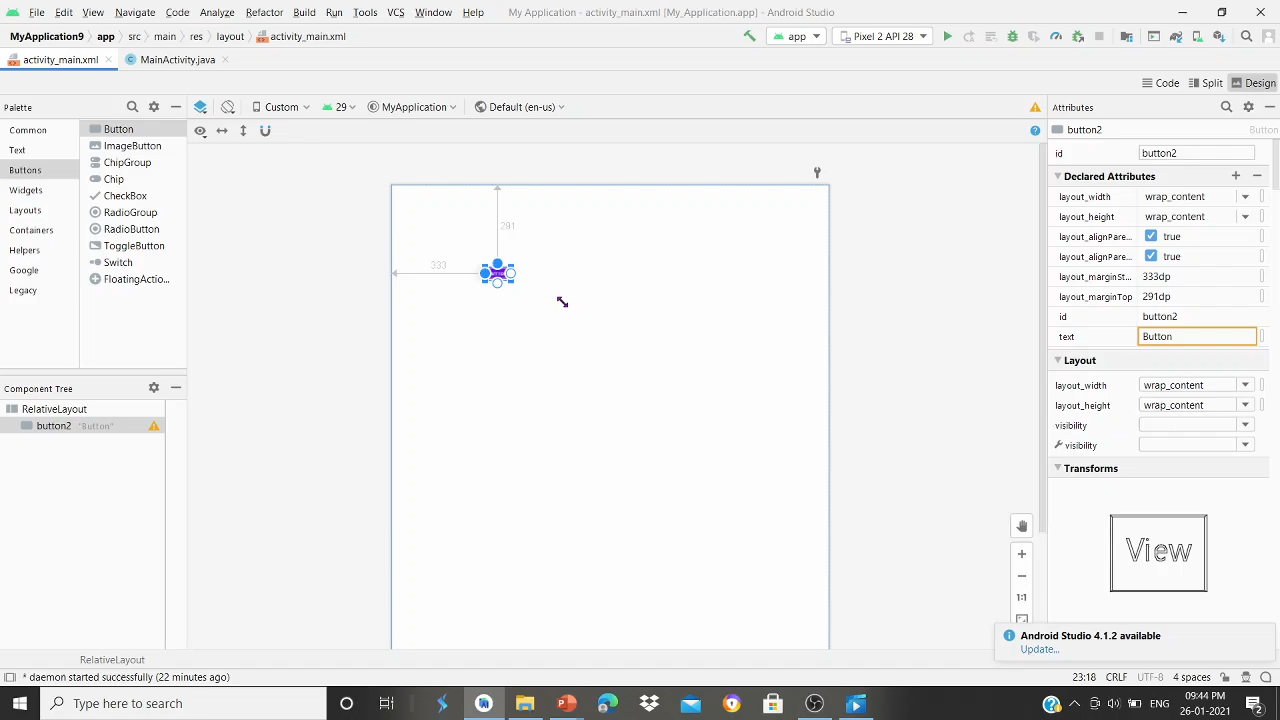 File Edit View Navigate Code Analyze Refactor Build Run Tools VCS Window Help My Application - activity_main.xml [My_Application.app] - Android Studio
MyApplication9 app src main res layout activity_main.xml app Pixel 2 API 28
activity_main.xml MainActivity.java
Code Split Design
Palette Custom 29 MyApplication Default (en-us) Attributes
Common
Text
Buttons
Widgets
Layouts
Containers
Helpers
Google
Legacy
Button
ImageButton
ChipGroup
Chip
CheckBox
RadioGroup
RadioButton
ToggleButton
Switch
FloatingActio...
291
333
button2 Button
id button2
Declared Attributes
layout_width wrap_content
layout_height wrap_content
layout_alignPare... true
layout_alignPare... true
layout_marginSt... 333dp
layout_marginTop 291dp
id button2
text Button
Layout
layout_width wrap_content
layout_height wrap_content
visibility
visibility
Transforms
View
Component Tree
RelativeLayout
button2 "Button"
1:1
Android Studio 4.1.2 available
Update...
RelativeLayout
* daemon started successfully (22 minutes ago) 23:18 CRLF UTF-8 4 spaces
Type here to search
09:44 PM
26-01-2021